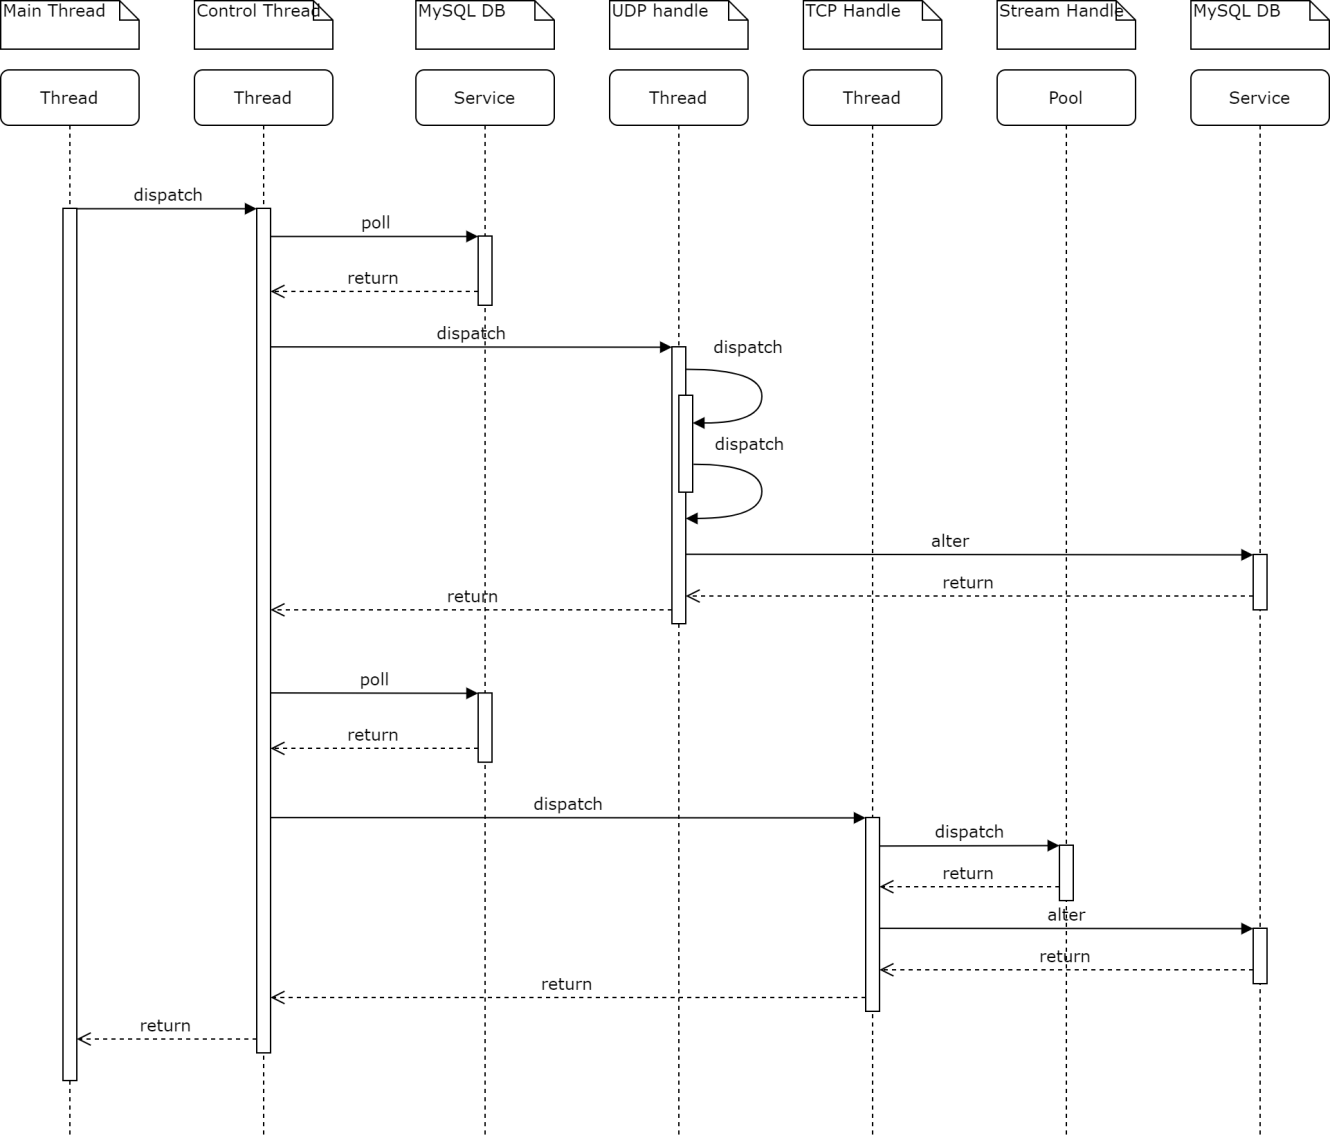 Main Thread
Control Thread
MySQL DB
UDP handle
TCP Handle
Stream Handle
MySQL DB
Thread
Thread
Service
Thread
Thread
Pool
Service
dispatch
poll
return
dispatch
dispatch
dispatch
alter
return
return
poll
return
dispatch
dispatch
return
alter
return
return
return